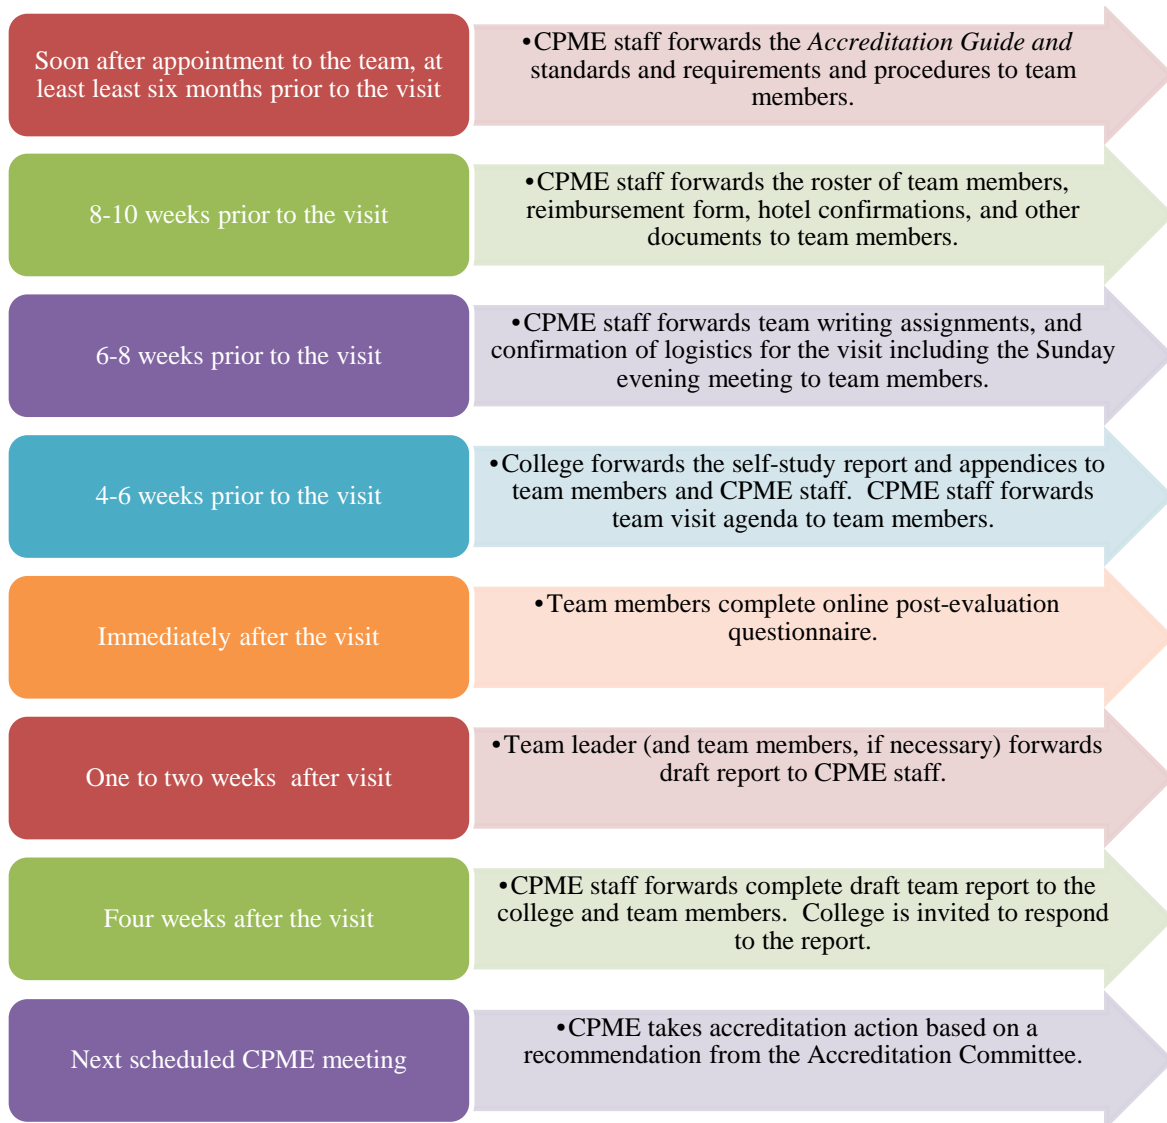 Soon after appointment to the team, at
least least six months prior to the visit
•CPME staff forwards the Accreditation Guide and
standards and requirements and procedures to team
members.
8-10 weeks prior to the visit
•CPME staff forwards the roster of team members,
reimbursement form, hotel confirmations, and other
documents to team members.
6-8 weeks prior to the visit
•CPME staff forwards team writing assignments, and
confirmation of logistics for the visit including the Sunday
evening meeting to team members.
4-6 weeks prior to the visit
•College forwards the self-study report and appendices to
team members and CPME staff.  CPME staff forwards
team visit agenda to team members.
Immediately after the visit
•Team members complete online post-evaluation
questionnaire.
One to two weeks  after visit
•Team leader (and team members, if necessary) forwards
draft report to CPME staff.
Four weeks after the visit
•CPME staff forwards complete draft team report to the
college and team members.  College is invited to respond
to the report.
Next scheduled CPME meeting
•CPME takes accreditation action based on a
recommendation from the Accreditation Committee.